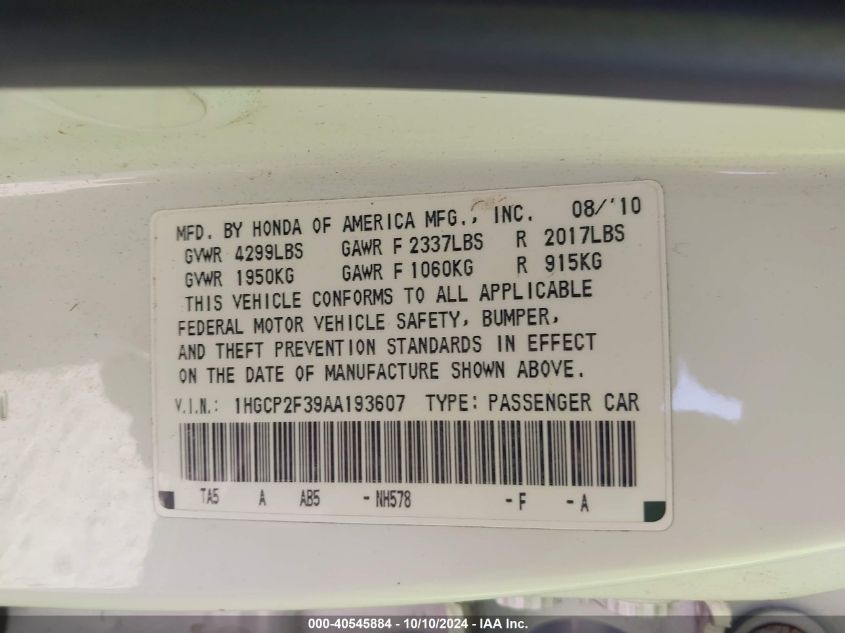 MFD. BY HONDA OF AMERICA MFG., INC. 08/'10
GVWR 4299LBS GAWR F 2337LBS R 2017LBS
GVWR 1950KG GAWR F 1060KG R 915KG
THIS VEHICLE CONFORMS TO ALL APPLICABLE
FEDERAL MOTOR VEHICLE SAFETY, BUMPER,
AND THEFT PREVENTION STANDARDS IN EFFECT
ON THE DATE OF MANUFACTURE SHOWN ABOVE.
V.I.N.: 1HGCP2F39AA193607 TYPE: PASSENGER CAR
TA5 A AB5 -NH578 -F -A
000-40545884 - 10/10/2024 - IAA Inc.